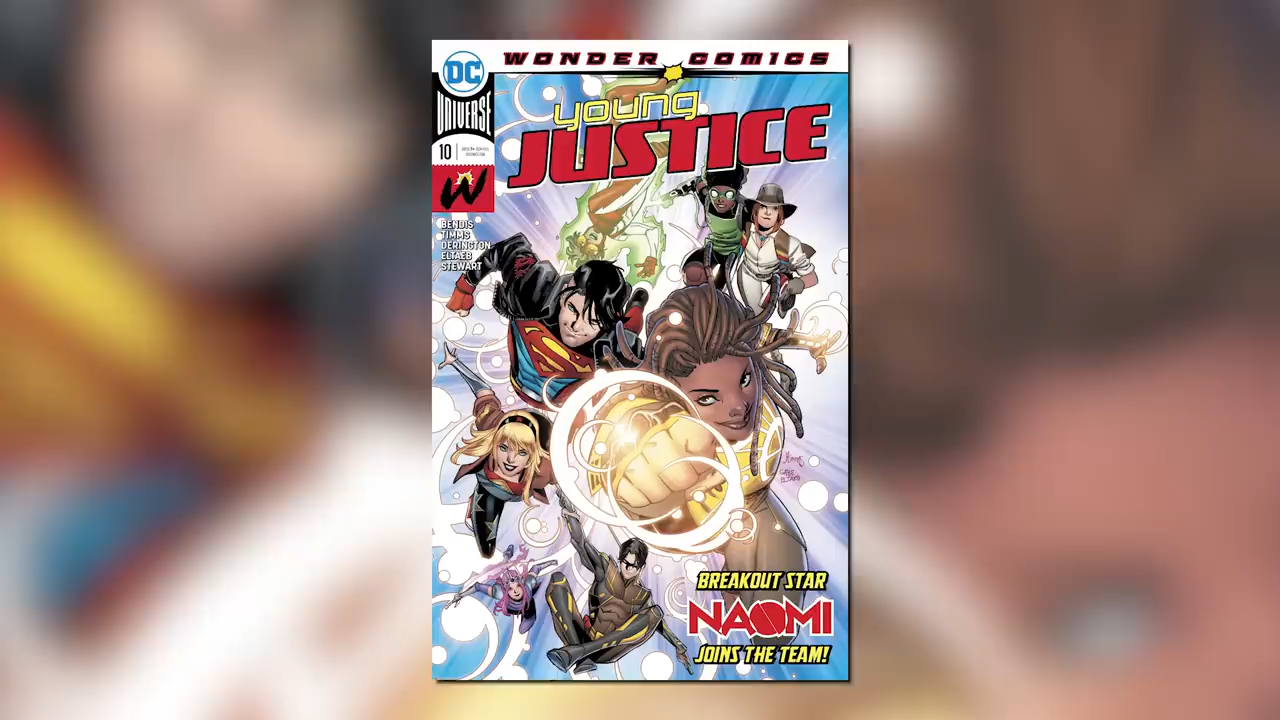 WONDER COMICS
DC
UNIVERSE
young
JUSTICE
10
W
BENDIS
TIMMS
DERINGTON
ELTAEB
STEWART
BREAKOUT STAR
NAOMI
JOINS THE TEAM!